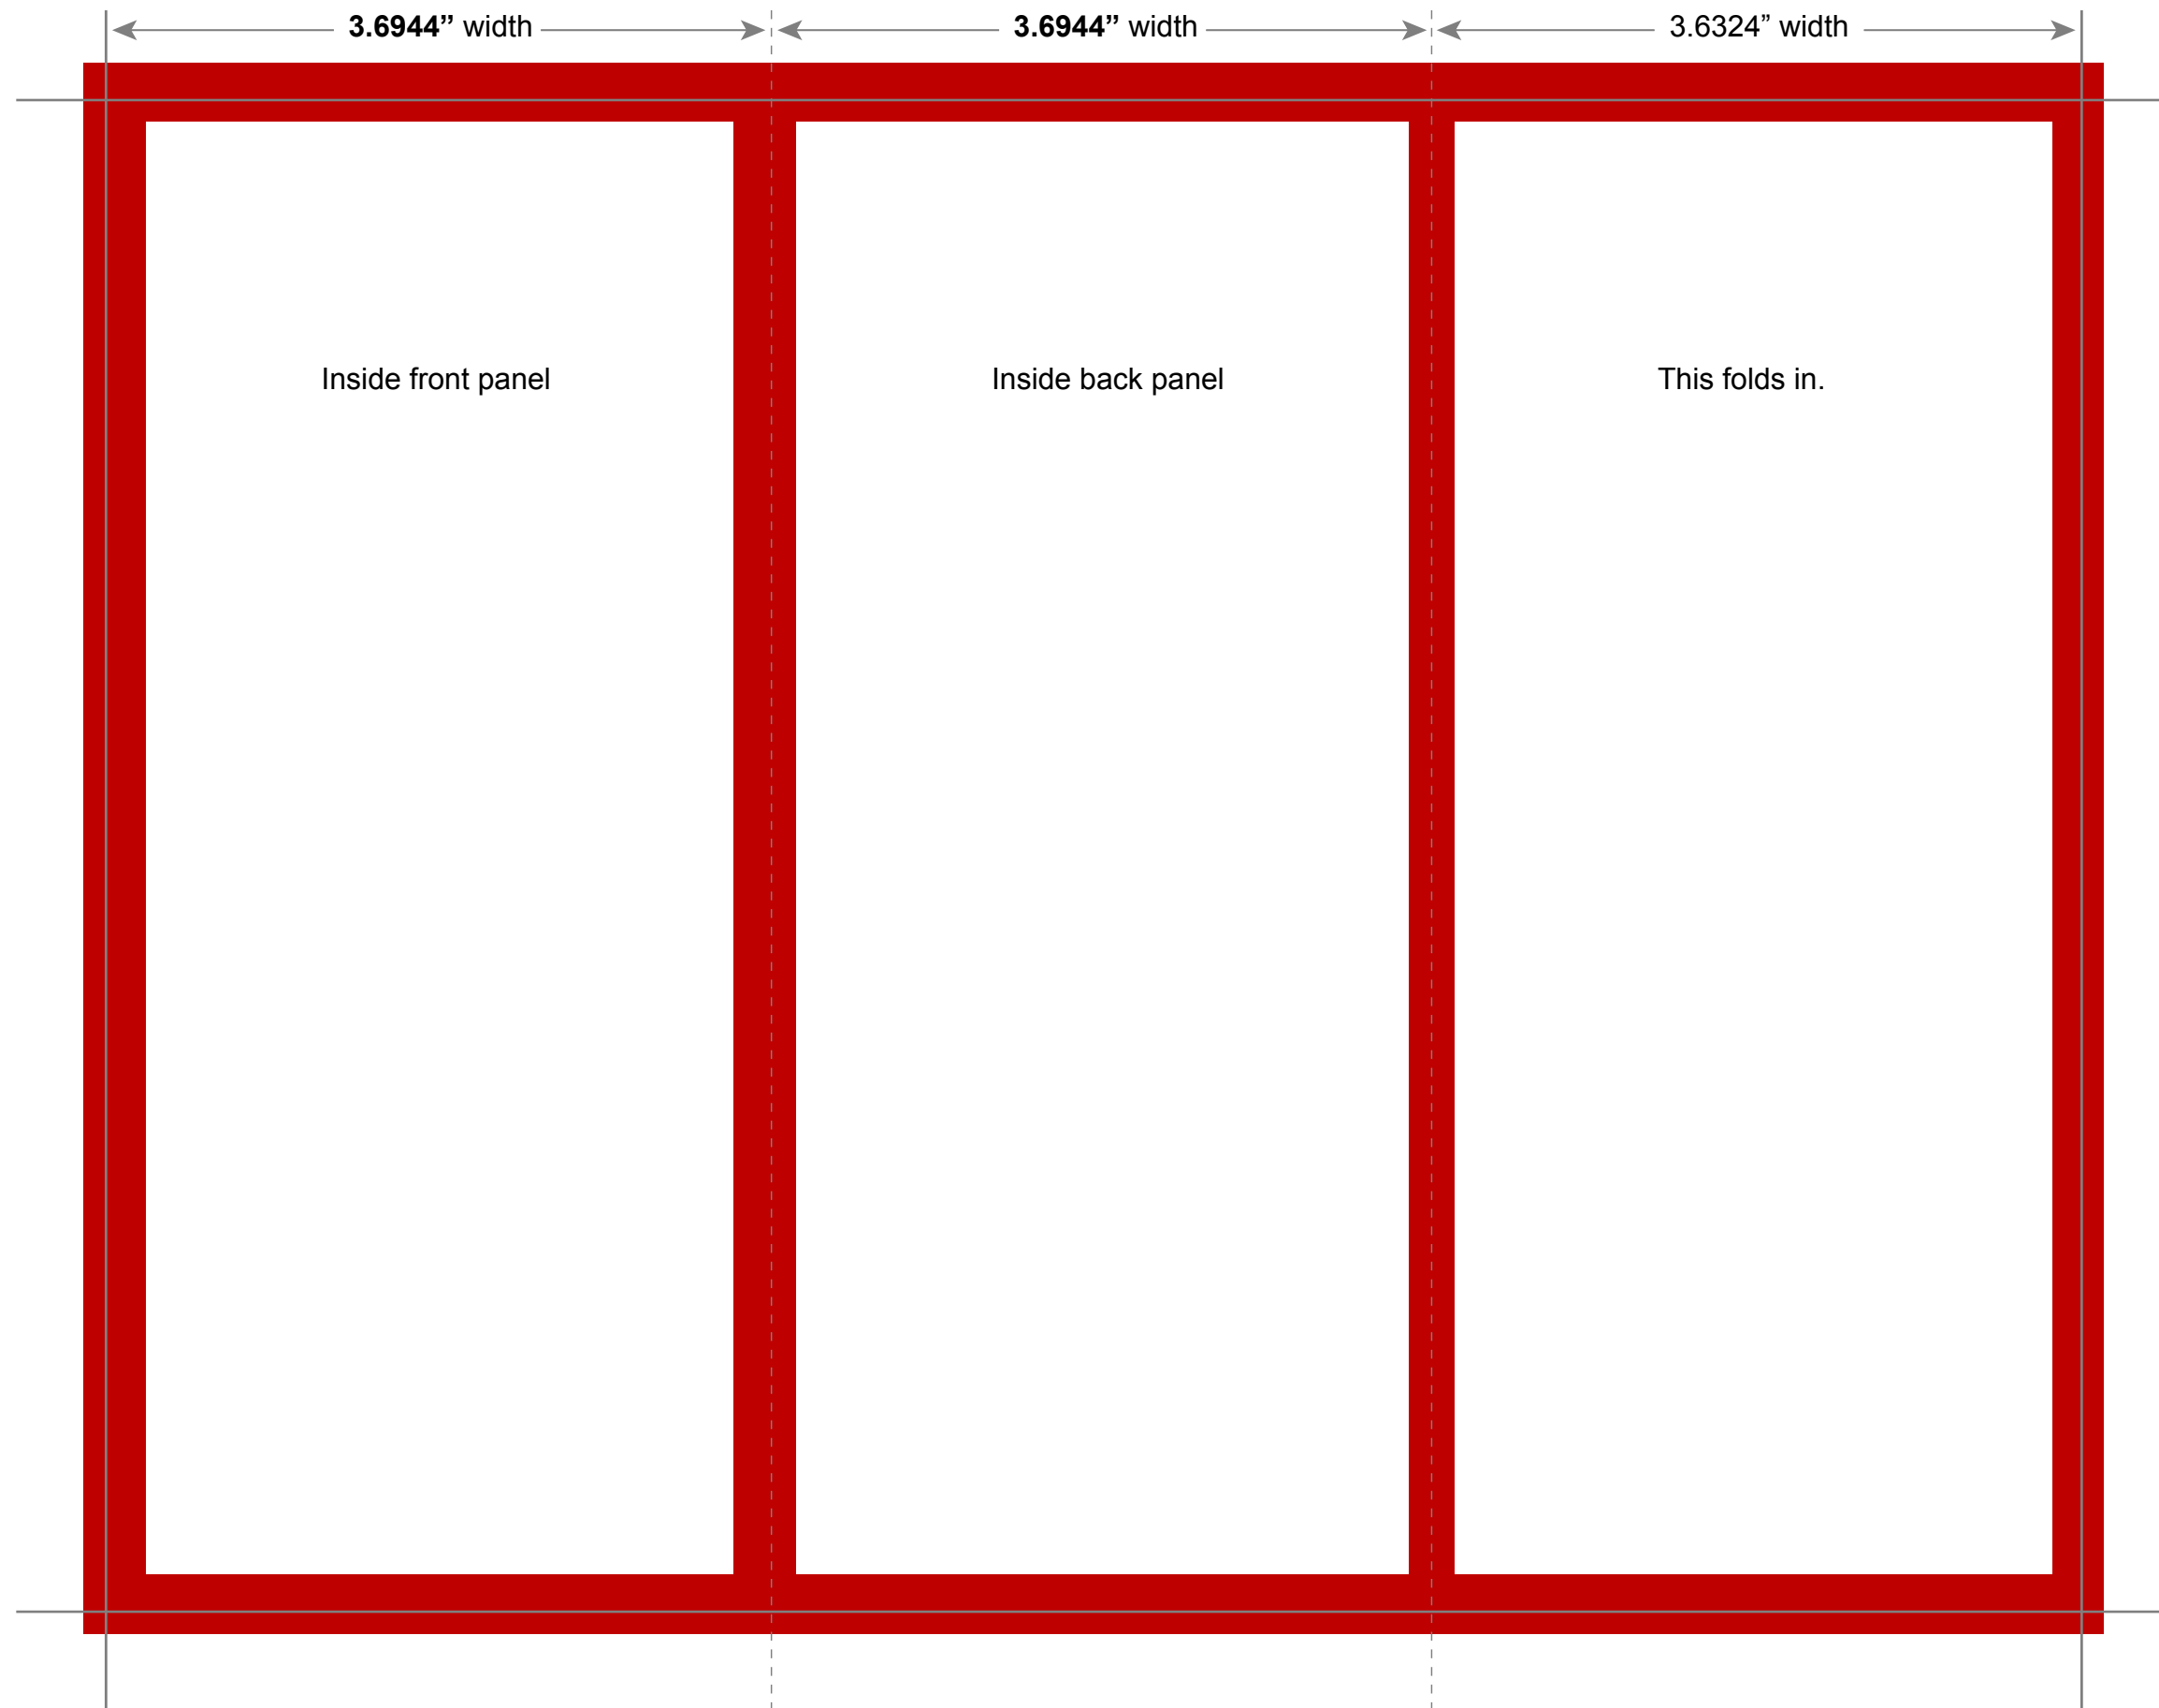 3.6944” width 3.6944” width 3.6324” width
Inside front panel Inside back panel This folds in.